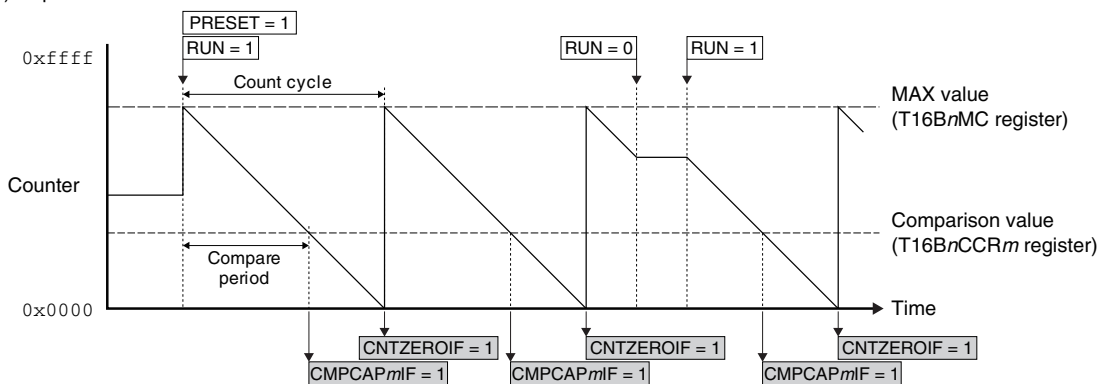 PRESET = 1
RUN = 1
RUN = 0
RUN = 1
0xffff
Count cycle
MAX value
(T16BnMC register)
Counter
Comparison value
(T16BnCCRm register)
Compare
period
0x0000
Time
CNTZEROIF = 1
CNTZEROIF = 1
CNTZEROIF = 1
CMPCAPmIF = 1
CMPCAPmIF = 1
CMPCAPmIF = 1